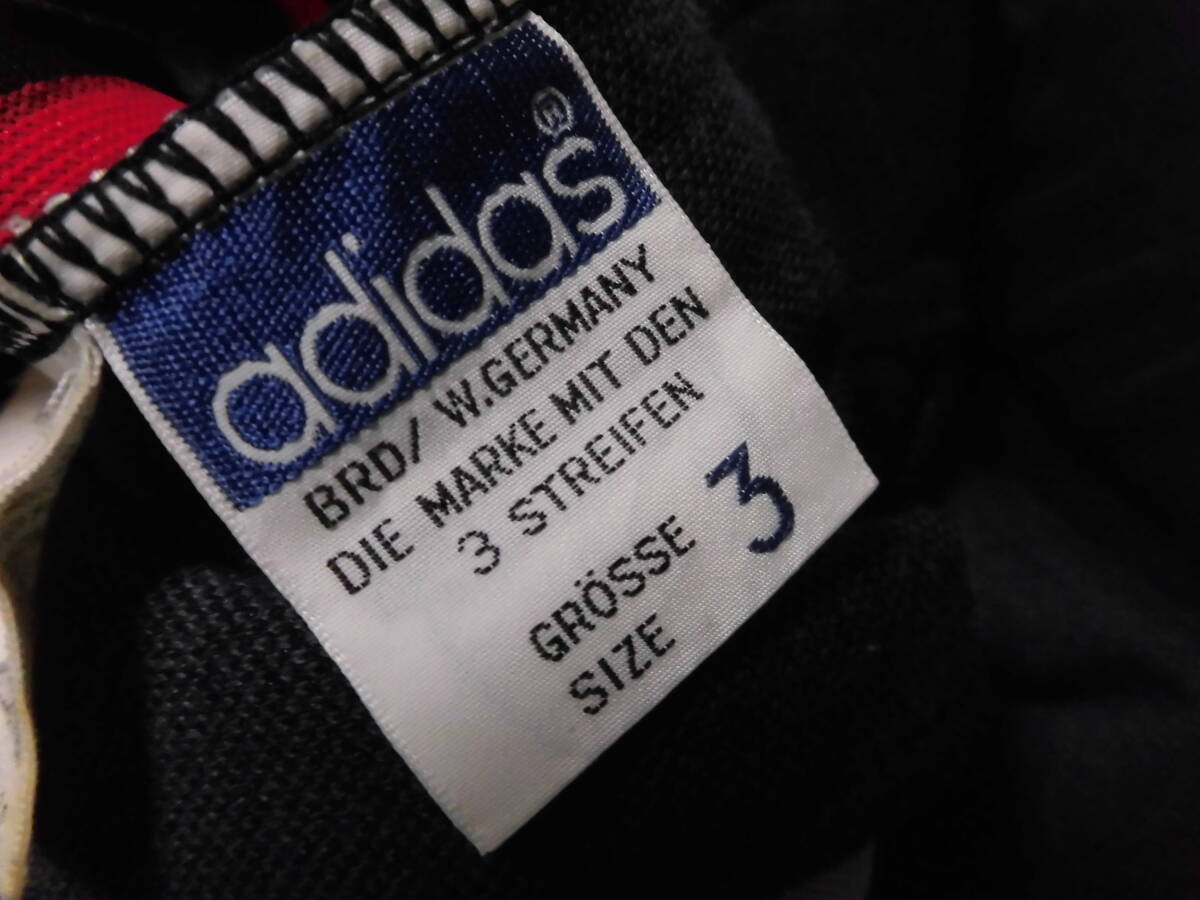 adidas®
BRD/ W.GERMANY
DIE MARKE MIT DEN
3 STREIFEN
GRÖSSE 3
SIZE